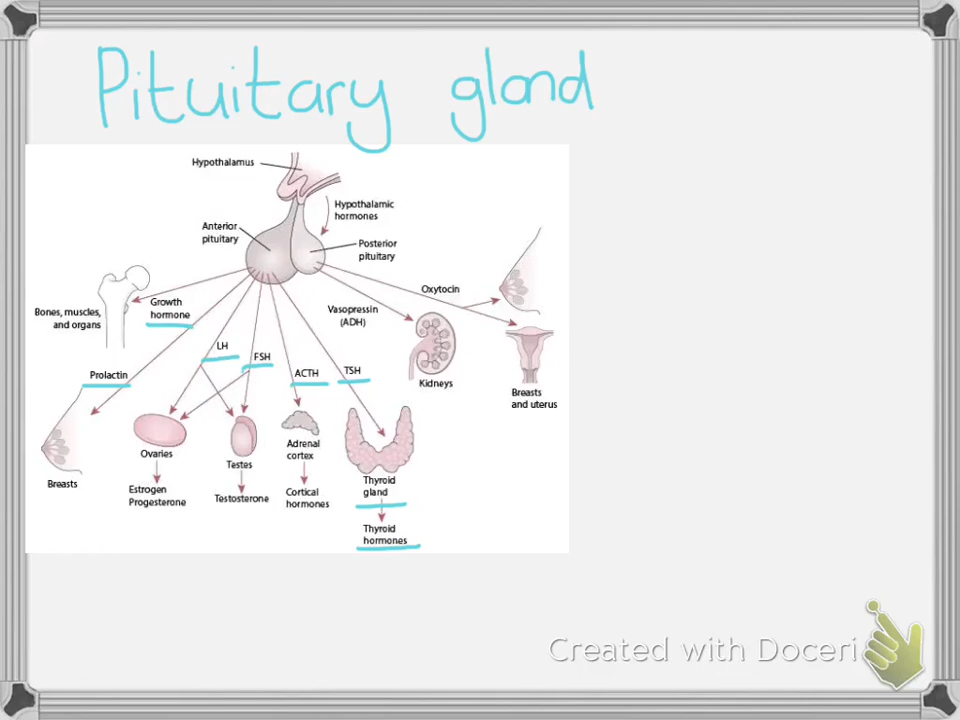 Pituitary gland
Hypothalamus
Hypothalamic
hormones
Anterior
pituitary
Posterior
pituitary
Oxytocin
Growth
hormone
Bones, muscles,
and organs
Vasopressin
(ADH)
LH
FSH
ACTH
TSH
Prolactin
Kidneys
Breasts
and uterus
Ovaries
Testes
Adrenal
cortex
Thyroid
gland
Breasts
Estrogen
Progesterone
Testosterone
Cortical
hormones
Thyroid
hormones
Created with Doceri